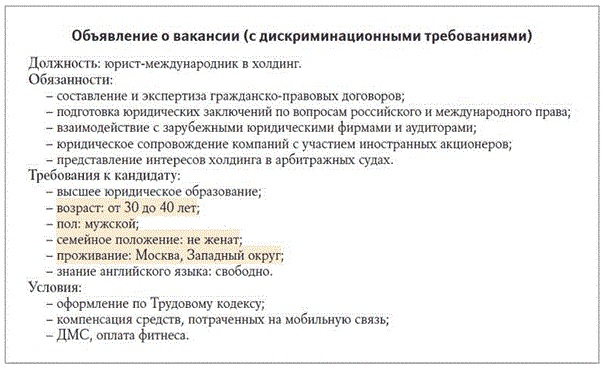 Объявление о вакансии (с дискриминационными требованиями)
Должность: юрист-международник в холдинг.
Обязанности:
– составление и экспертиза гражданско-правовых договоров;
– подготовка юридических заключений по вопросам российского и международного права;
– взаимодействие с зарубежными юридическими фирмами и аудиторами;
– юридическое сопровождение компаний с участием иностранных акционеров;
– представление интересов холдинга в арбитражных судах.
Требования к кандидату:
– высшее юридическое образование;
– возраст: от 30 до 40 лет;
– пол: мужской;
– семейное положение: не женат;
– проживание: Москва, Западный округ;
– знание английского языка: свободно.
Условия:
– оформление по Трудовому кодексу;
– компенсация средств, потраченных на мобильную связь;
– ДМС, оплата фитнеса.